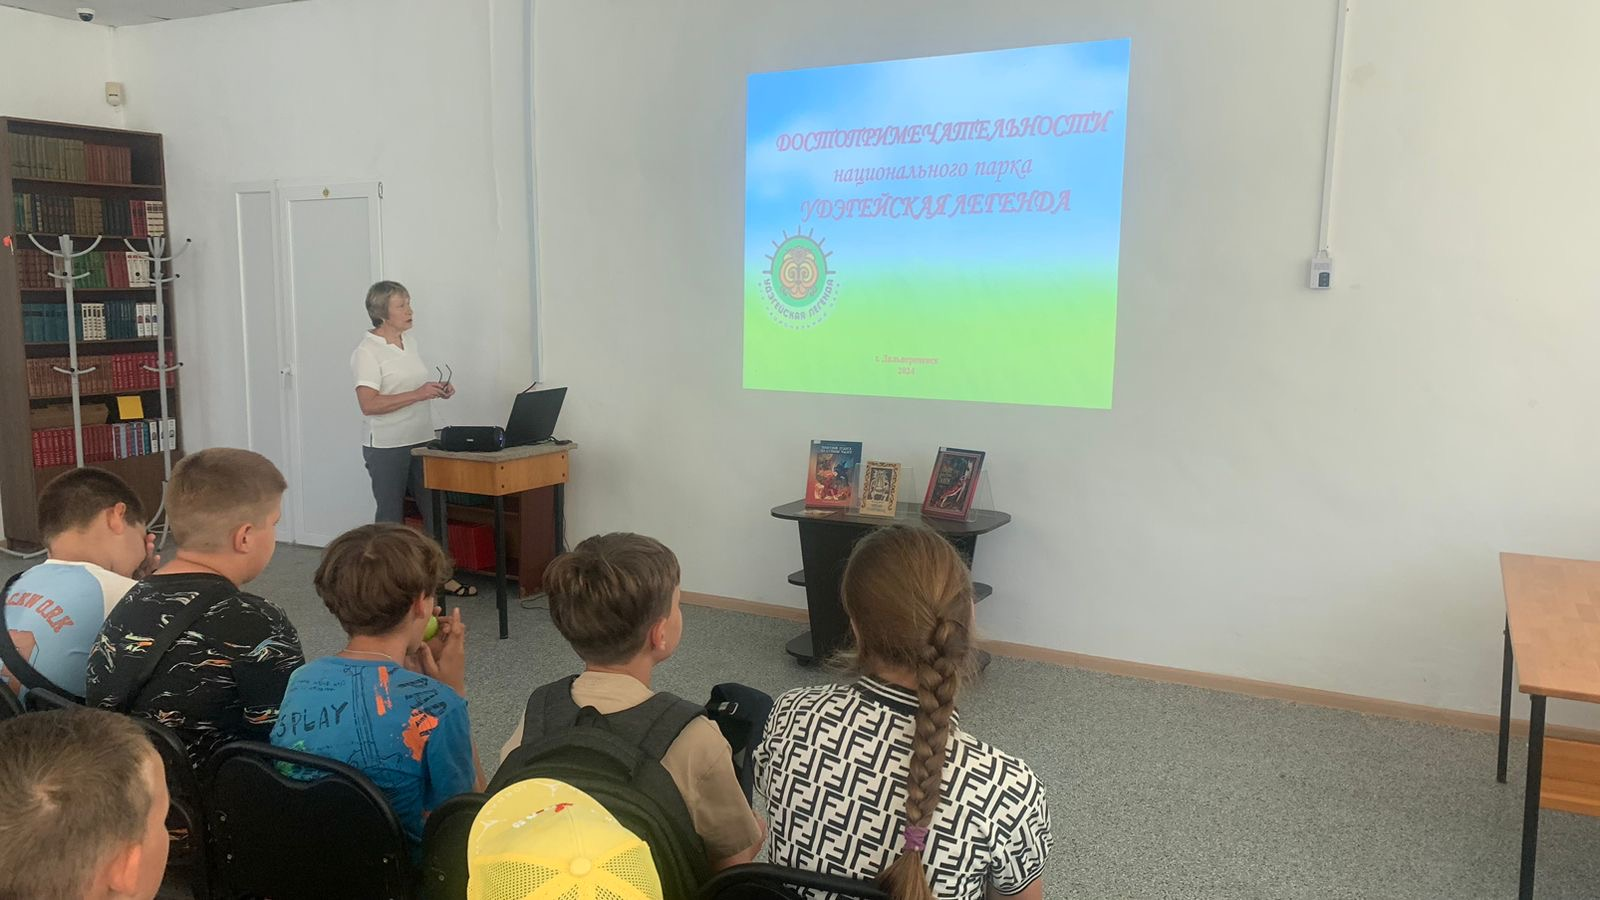 ДОСТОПРИМЕЧАТЕЛЬНОСТИ
национального парка
УДЭГЕЙСКАЯ ЛЕГЕНДА
УДЭГЕЙСКАЯ ЛЕГЕНДА
г. Дальнереченск
2024
SPLAY